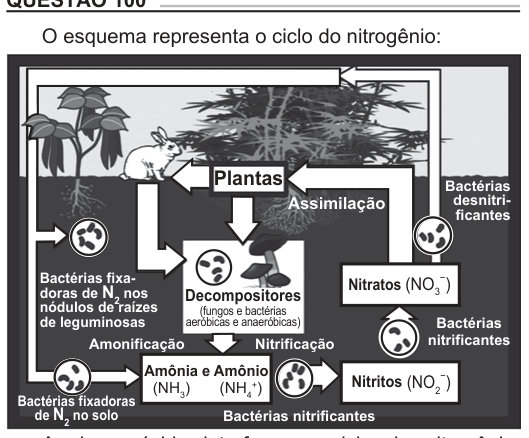 QUESTÃO 100
O esquema representa o ciclo do nitrogênio:
Plantas
Assimilação
Bactérias
desnitri-
ficantes
Bactérias fixa-
doras de N₂ nos
nódulos de raízes
de leguminosas
Decompositores
(fungos e bactérias
aeróbicas e anaeróbicas)
Nitratos (NO₃⁻)
Bactérias
nitrificantes
Amonificação
Nitrificação
Amônia e Amônio
(NH₃) (NH₄⁺)
Nitritos (NO₂⁻)
Bactérias fixadoras
de N₂ no solo
Bactérias nitrificantes